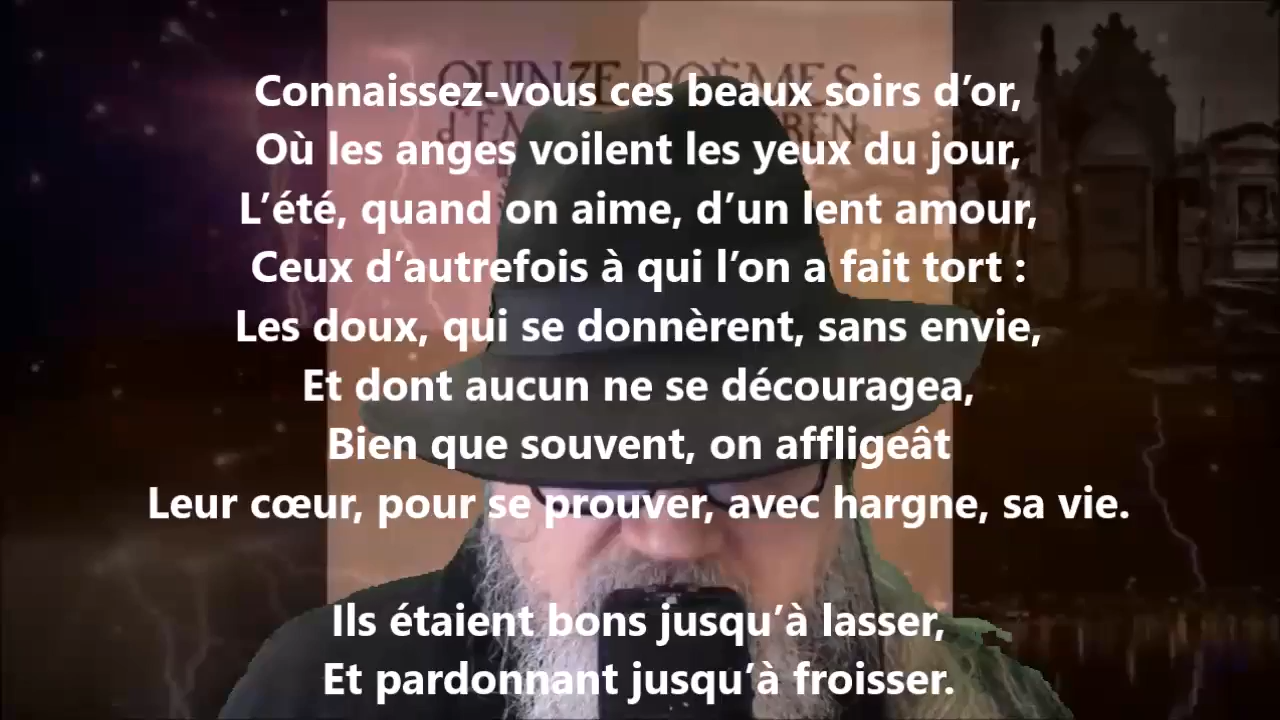 QUINZE POÈMES
Connaissez-vous ces beaux soirs d’or,
Où les anges voilent les yeux du jour,
L’été, quand on aime, d’un lent amour,
Ceux d’autrefois à qui l’on a fait tort :
Les doux, qui se donnèrent, sans envie,
Et dont aucun ne se découragea,
Bien que souvent, on affligeât
Leur cœur, pour se prouver, avec hargne, sa vie.
Ils étaient bons jusqu’à lasser,
Et pardonnant jusqu’à froisser.